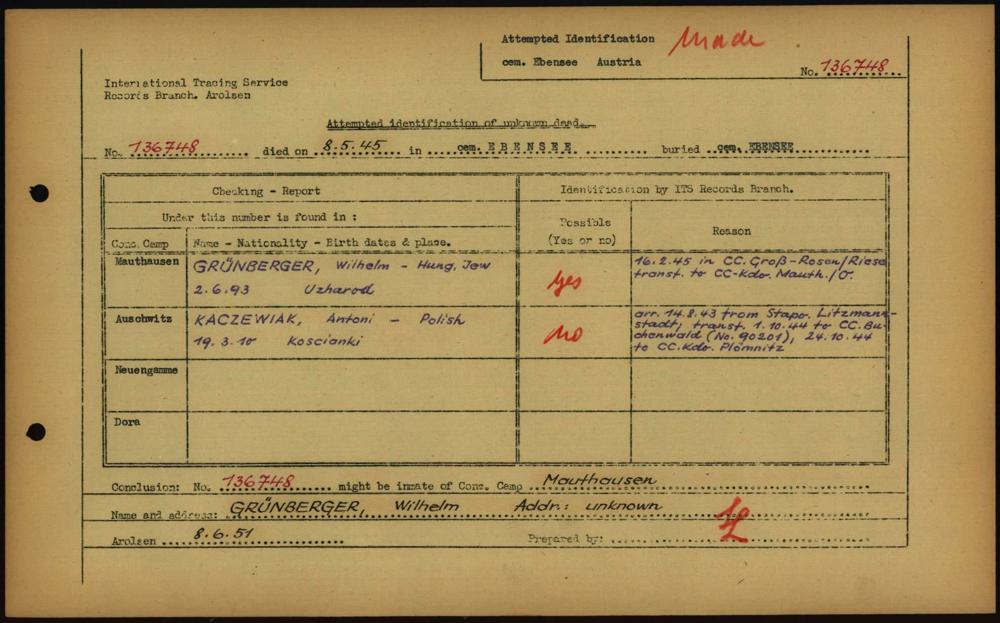 Attempted Identification Made
cem. Ebensee Austria
No. 136748
International Tracing Service
Records Branch. Arolsen
Attempted identification of unknown dead.
No. 136748 died on 8.5.45 in cem. EBENSEE buried cem. EBENSEE
Checking - Report
Identification by ITS Records Branch.
Under this number is found in :
Possible
(Yes or no)
Reason
Conc. Camp
Name - Nationality - Birth dates & place.
Mauthausen
GRÜNBERGER, Wilhelm - Hung. Jew
2.6.93 Uzharod
Yes
16.2.45 in CC. Groß-Rosen/Riese
transf. to CC-Kdo. Mauth./O.
Auschwitz
KACZEWIAK, Antoni - Polish
19.3.10 Koscianki
no
arr. 14.8.43 from Stapo. Litzmann-
stadt, transf. 1.10.44 to CC. Bu-
chenwald (No. 90201), 24.10.44
to CC. Kdo. Plömnitz
Neuengamme
Dora
Conclusion: No. 136748 might be inmate of Conc. Camp Mauthausen
Name and address: GRÜNBERGER, Wilhelm Addr.: unknown
Arolsen 8.6.51
Prepared by: